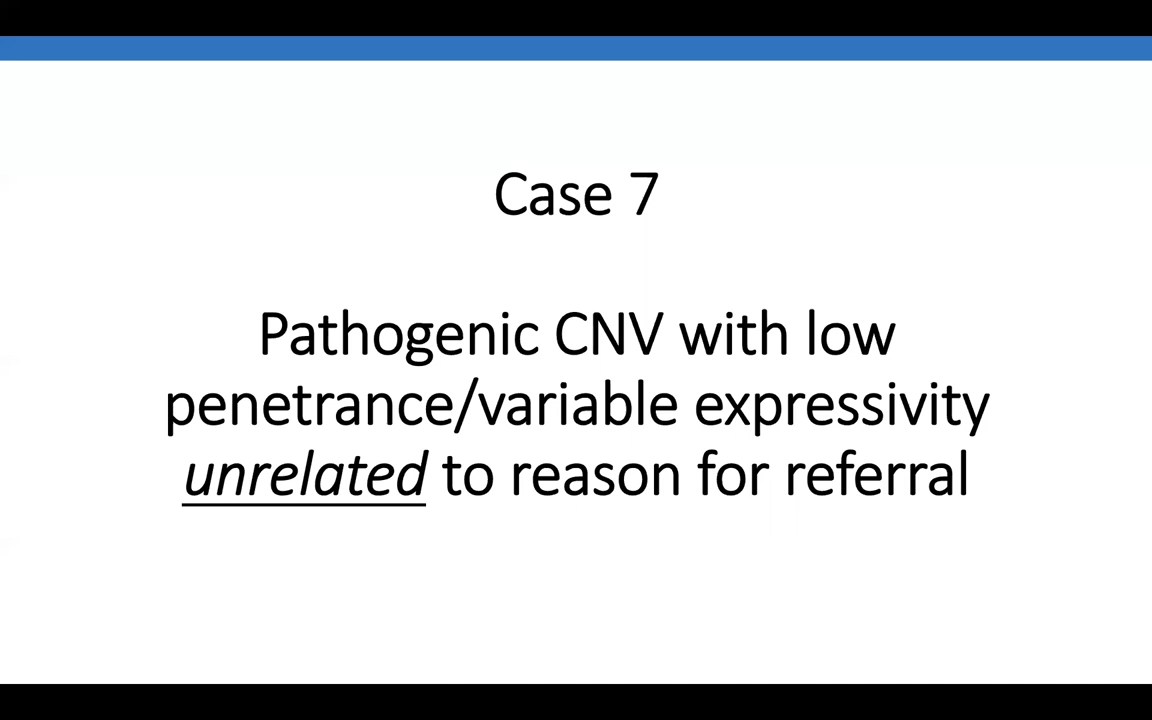 Case 7
Pathogenic CNV with low
penetrance/variable expressivity
unrelated to reason for referral